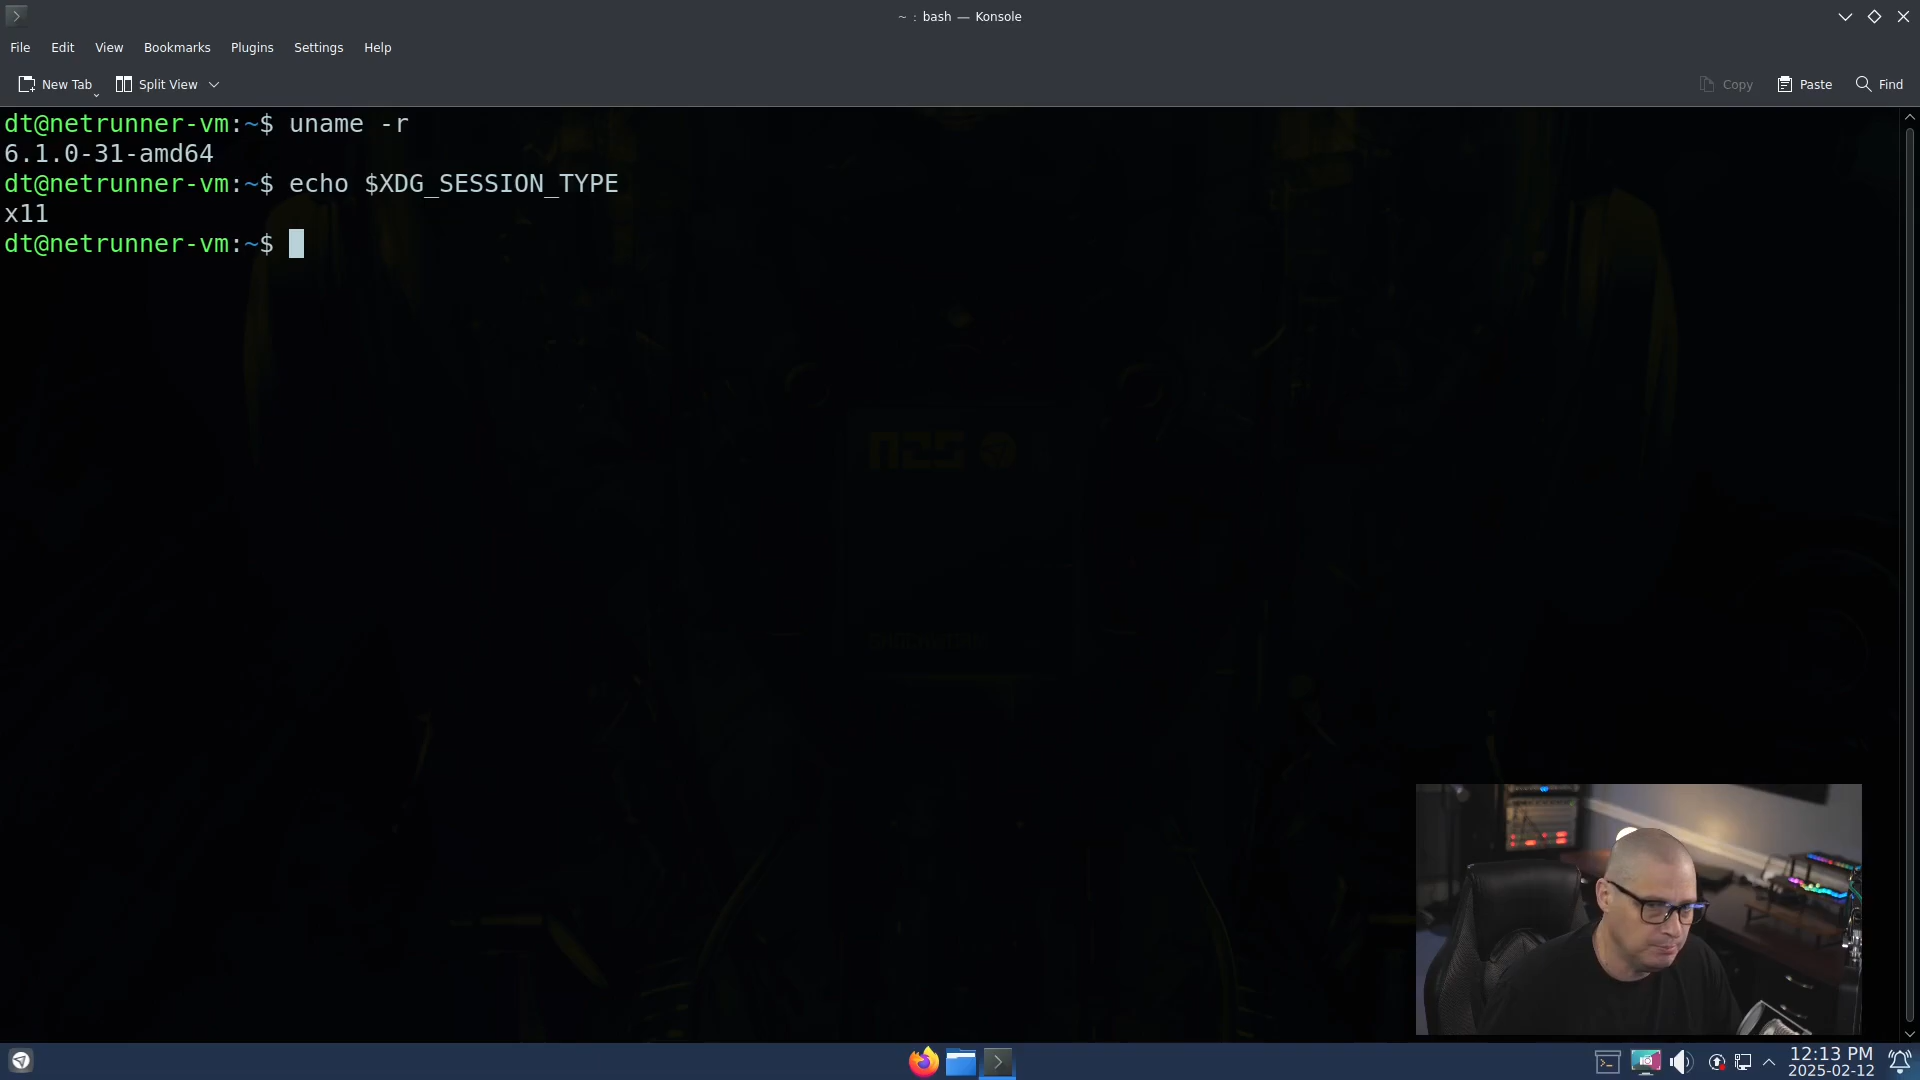 ~ : bash — Konsole
File Edit View Bookmarks Plugins Settings Help
New Tab Split View Copy Paste Find
dt@netrunner-vm:~$ uname -r
6.1.0-31-amd64
dt@netrunner-vm:~$ echo $XDG_SESSION_TYPE
x11
dt@netrunner-vm:~$
n25
12:13 PM
2025-02-12